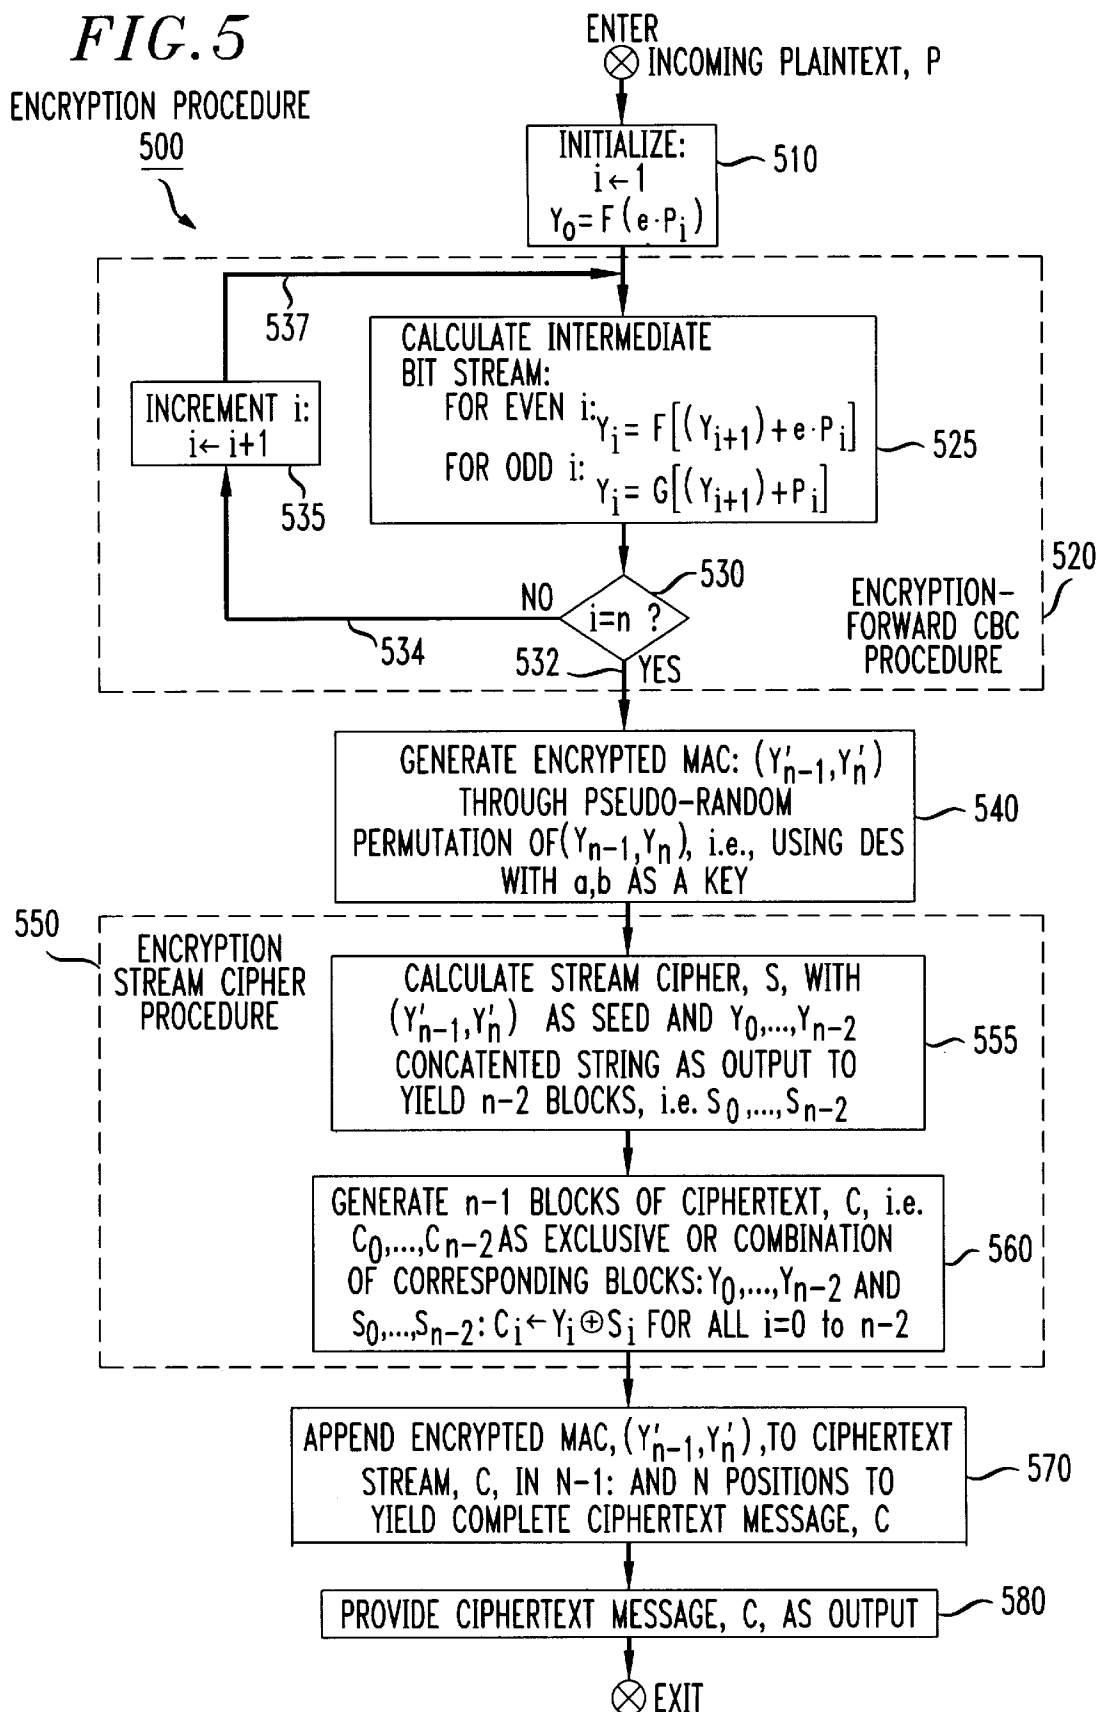 FIG.5
ENCRYPTION PROCEDURE
500
ENTER
INCOMING PLAINTEXT, P
INITIALIZE:
i←1
Y₀=F(e·Pᵢ)
510
537
INCREMENT i:
i←i+1
535
CALCULATE INTERMEDIATE
BIT STREAM:
FOR EVEN i: Yᵢ= F[(Yᵢ₊₁)+e·Pᵢ]
FOR ODD i: Yᵢ= G[(Yᵢ₊₁)+Pᵢ]
525
530
i=n ?
NO
534
532
YES
520
ENCRYPTION-
FORWARD CBC
PROCEDURE
GENERATE ENCRYPTED MAC: (Y'ₙ₋₁,Yₙ')
THROUGH PSEUDO-RANDOM
PERMUTATION OF(Yₙ₋₁,Yₙ), i.e., USING DES
WITH a,b AS A KEY
540
550
ENCRYPTION
STREAM CIPHER
PROCEDURE
CALCULATE STREAM CIPHER, S, WITH
(Y'ₙ₋₁,Y'ₙ) AS SEED AND Y₀,...,Yₙ₋₂
CONCATENTED STRING AS OUTPUT TO
YIELD n-2 BLOCKS, i.e. S₀,...,Sₙ₋₂
555
GENERATE n-1 BLOCKS OF CIPHERTEXT, C, i.e.
C₀,...,Cₙ₋₂ AS EXCLUSIVE OR COMBINATION
OF CORRESPONDING BLOCKS:Y₀,...,Yₙ₋₂ AND
S₀,...,Sₙ₋₂: Cᵢ←Yᵢ⊕Sᵢ FOR ALL i=0 to n-2
560
APPEND ENCRYPTED MAC,(Y'ₙ₋₁,Yₙ'),TO CIPHERTEXT
STREAM, C, IN N-1: AND N POSITIONS TO
YIELD COMPLETE CIPHERTEXT MESSAGE, C
570
PROVIDE CIPHERTEXT MESSAGE, C, AS OUTPUT
580
EXIT